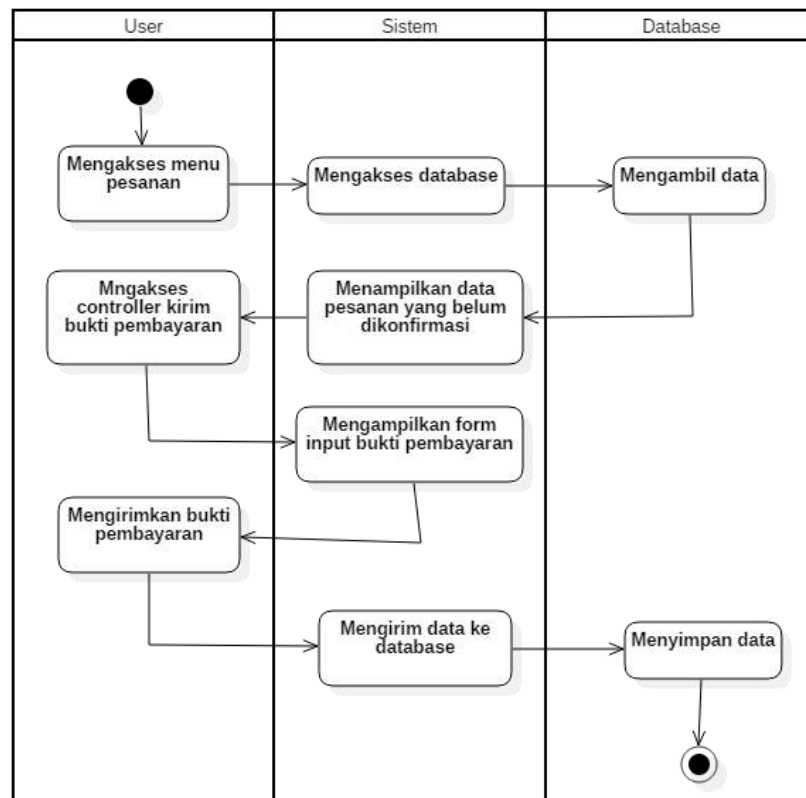 User
Sistem
Database
Mengakses menu
pesanan
Mengakses database
Mengambil data
Mngakses
controller kirim
bukti pembayaran
Menampilkan data
pesanan yang belum
dikonfirmasi
Mengampilkan form
input bukti pembayaran
Mengirimkan bukti
pembayaran
Mengirim data ke
database
Menyimpan data